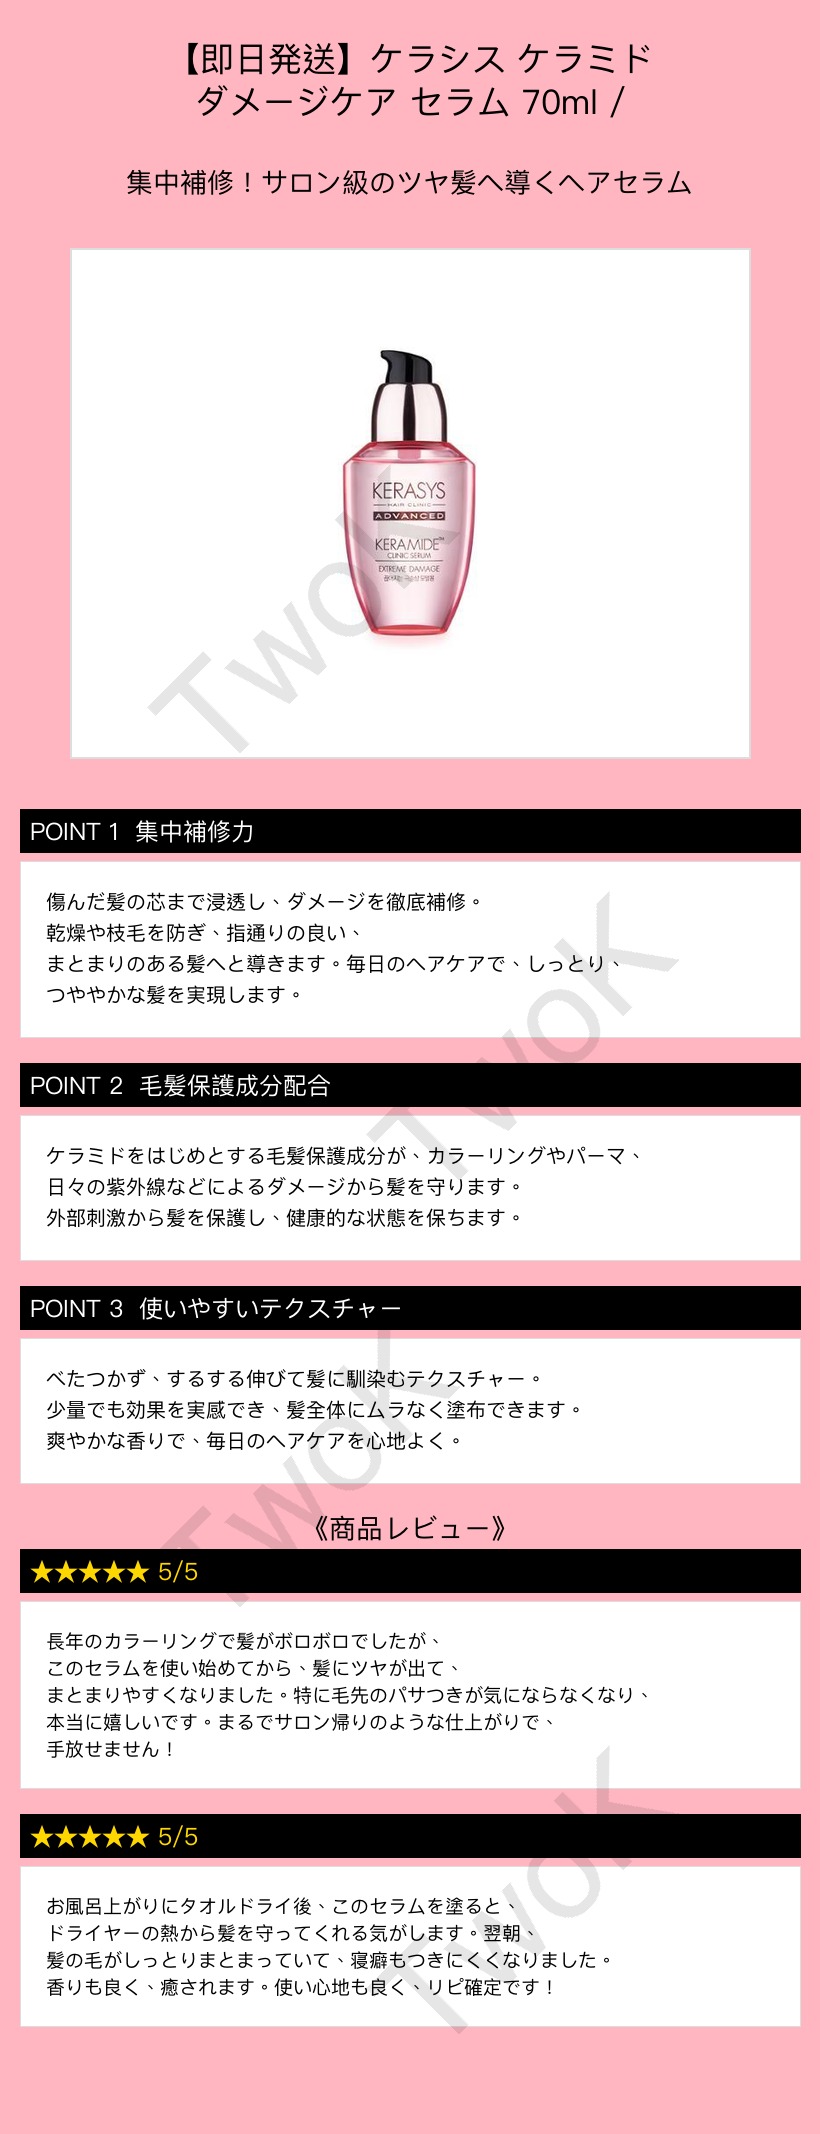 【即日発送】ケラシス ケラミド
ダメージケア セラム 70ml /
集中補修！サロン級のツヤ髪へ導くヘアセラム
KERASYS
HAIR CLINIC
ADVANCED
KERAMIDE™
CLINIC SERUM
EXTREME DAMAGE
TwoK
POINT 1 集中補修力
傷んだ髪の芯まで浸透し、ダメージを徹底補修。
乾燥や枝毛を防ぎ、指通りの良い、
まとまりのある髪へと導きます。毎日のヘアケアで、しっとり、
つややかな髪を実現します。
TwoK
POINT 2 毛髪保護成分配合
ケラミドをはじめとする毛髪保護成分が、カラーリングやパーマ、
日々の紫外線などによるダメージから髪を守ります。
外部刺激から髪を保護し、健康的な状態を保ちます。
POINT 3 使いやすいテクスチャー
べたつかず、するする伸びて髪に馴染むテクスチャー。
少量でも効果を実感でき、髪全体にムラなく塗布できます。
爽やかな香りで、毎日のヘアケアを心地よく。
TwoK
《商品レビュー》
★★★★★ 5/5
長年のカラーリングで髪がボロボロでしたが、
このセラムを使い始めてから、髪にツヤが出て、
まとまりやすくなりました。特に毛先のパサつきが気にならなくなり、
本当に嬉しいです。まるでサロン帰りのような仕上がりで、
手放せません！
★★★★★ 5/5
お風呂上がりにタオルドライ後、このセラムを塗ると、
ドライヤーの熱から髪を守ってくれる気がします。翌朝、
髪の毛がしっとりまとまっていて、寝癖もつきにくくなりました。
香りも良く、癒されます。使い心地も良く、リピ確定です！
TwoK